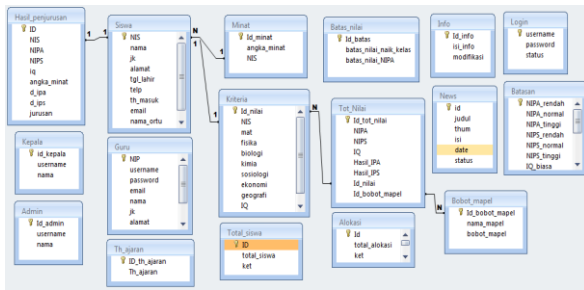 Hasil_penjurusan
ID
NIS
NIPA
NIPS
iq
angka_minat
d_ipa
d_ips
jurusan
1
1
Siswa
NIS
nama
jk
alamat
tgl_lahir
telp
th_masuk
email
nama_ortu
N
1
1
1
Minat
Id_minat
angka_minat
NIS
Batas_nilai
Id_batas
batas_nilai_naik_kelas
batas_nilai_NIPA
Info
Id_info
isi_info
modifikasi
Login
username
password
status
Kriteria
Id_nilai
NIS
mat
fisika
biologi
kimia
sosiologi
ekonomi
geografi
IQ
N
Tot_Nilai
Id_tot_nilai
NIPA
NIPS
IQ
Hasil_IPA
Hasil_IPS
Id_nilai
Id_bobot_mapel
N
N
News
id
judul
thum
isi
date
status
Batasan
NIPA_rendah
NIPA_normal
NIPA_tinggi
NIPS_rendah
NIPS_normal
NIPS_tinggi
IQ_biasa
Kepala
id_kepala
username
nama
Guru
NIP
username
password
email
nama
jk
alamat
Admin
Id_admin
username
nama
Th_ajaran
ID_th_ajaran
Th_ajaran
Total_siswa
ID
total_siswa
ket
Alokasi
Id
total_alokasi
ket
Bobot_mapel
Id_bobot_mapel
nama_mapel
bobot_mapel